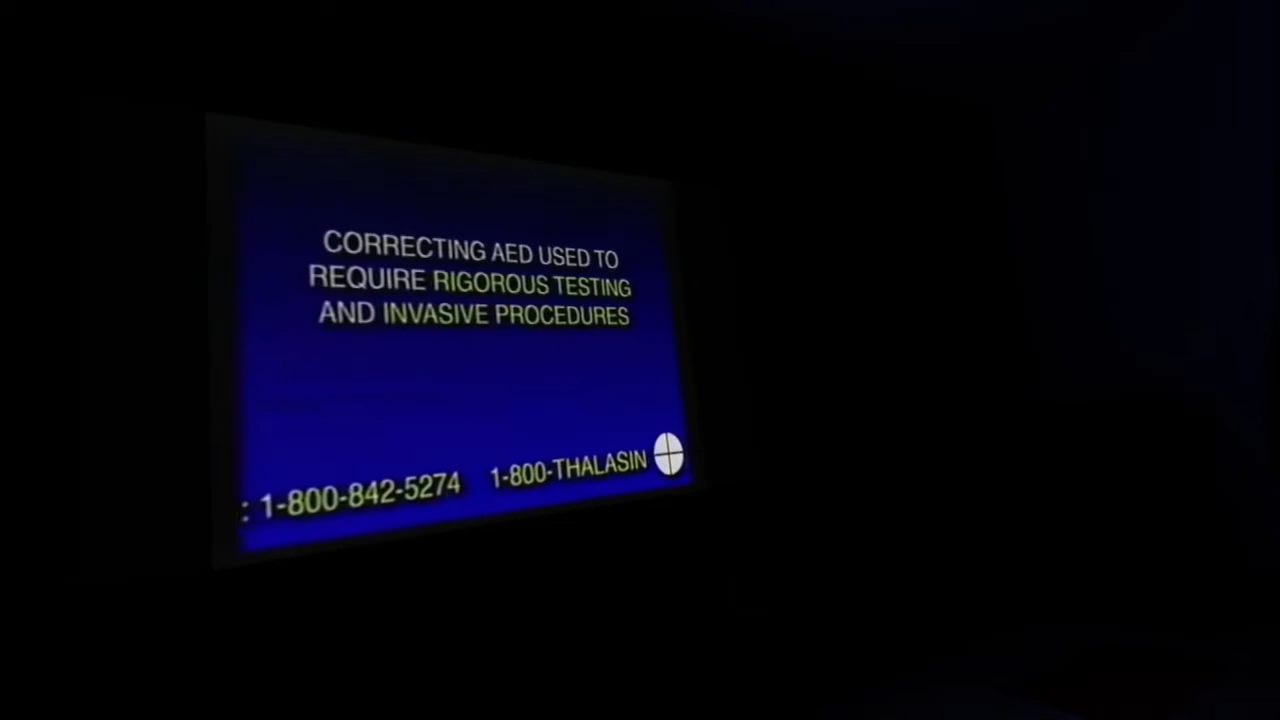 CORRECTING AED USED TO
REQUIRE RIGOROUS TESTING
AND INVASIVE PROCEDURES
: 1-800-842-5274 1-800-THALASIN